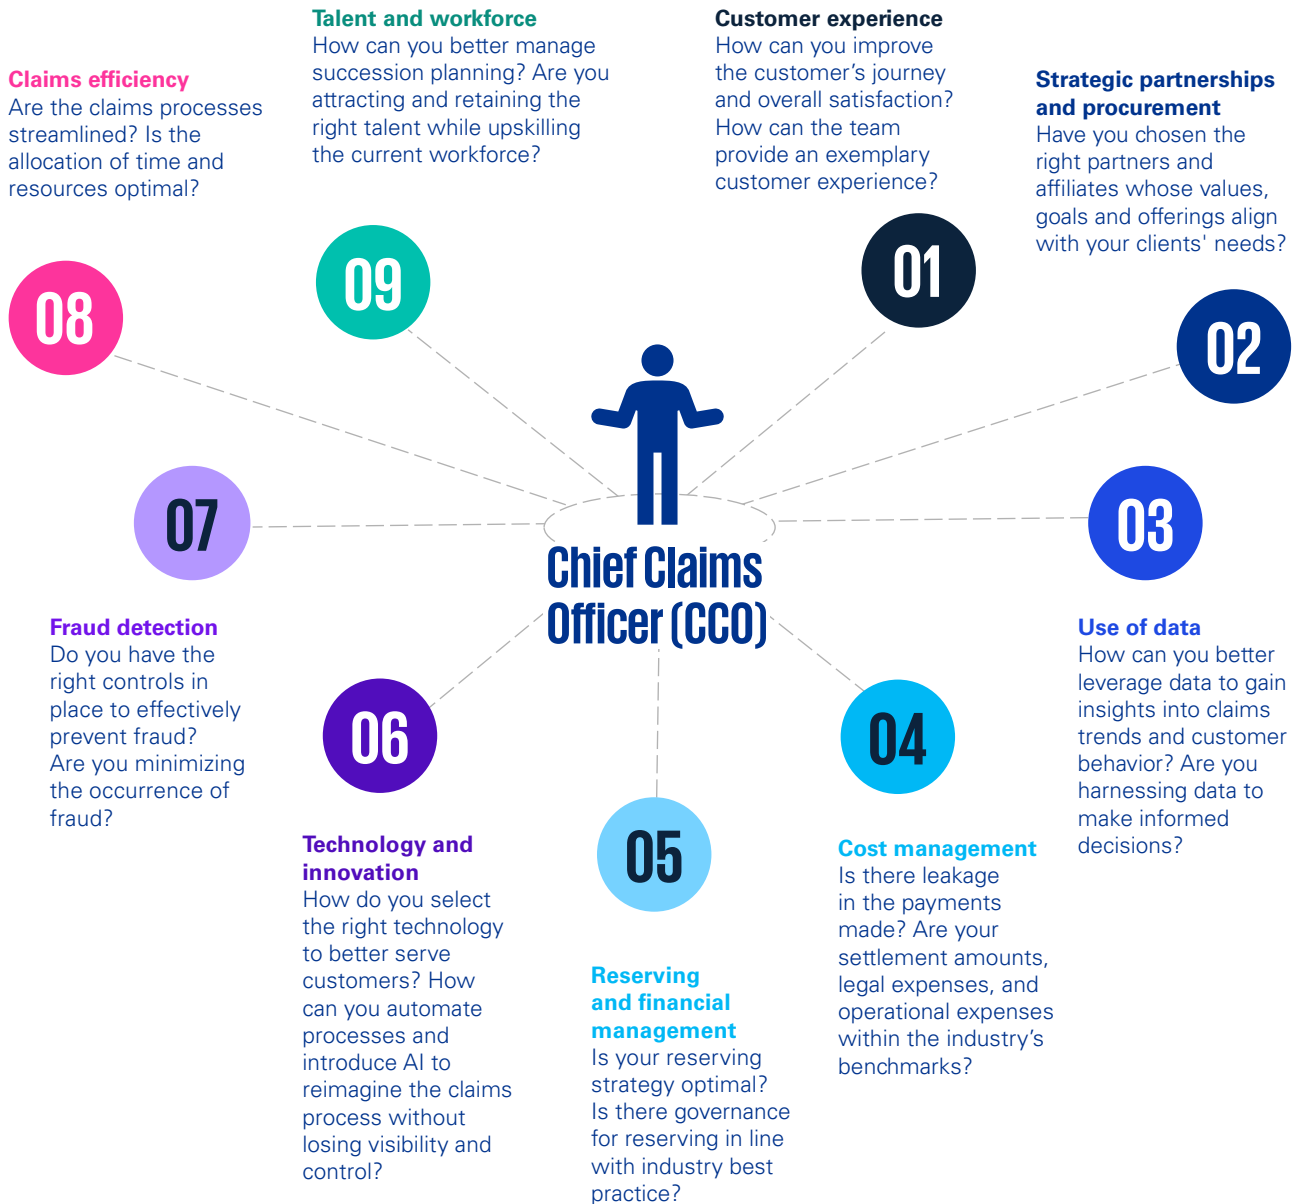 Talent and workforce
How can you better manage
succession planning? Are you
attracting and retaining the
right talent while upskilling
the current workforce?
Customer experience
How can you improve
the customer’s journey
and overall satisfaction?
How can the team
provide an exemplary
customer experience?
Claims efficiency
Are the claims processes
streamlined? Is the
allocation of time and
resources optimal?
Strategic partnerships
and procurement
Have you chosen the
right partners and
affiliates whose values,
goals and offerings align
with your clients' needs?
08
09
01
02
07
03
Chief Claims
Officer (CCO)
Fraud detection
Do you have the
right controls in
place to effectively
prevent fraud?
Are you minimizing
the occurrence of
fraud?
Use of data
How can you better
leverage data to gain
insights into claims
trends and customer
behavior? Are you
harnessing data to
make informed
decisions?
06
04
05
Technology and
innovation
How do you select
the right technology
to better serve
customers? How
can you automate
processes and
introduce AI to
reimagine the claims
process without
losing visibility and
control?
Reserving
and financial
management
Is your reserving
strategy optimal?
Is there governance
for reserving in line
with industry best
practice?
Cost management
Is there leakage
in the payments
made? Are your
settlement amounts,
legal expenses, and
operational expenses
within the industry’s
benchmarks?